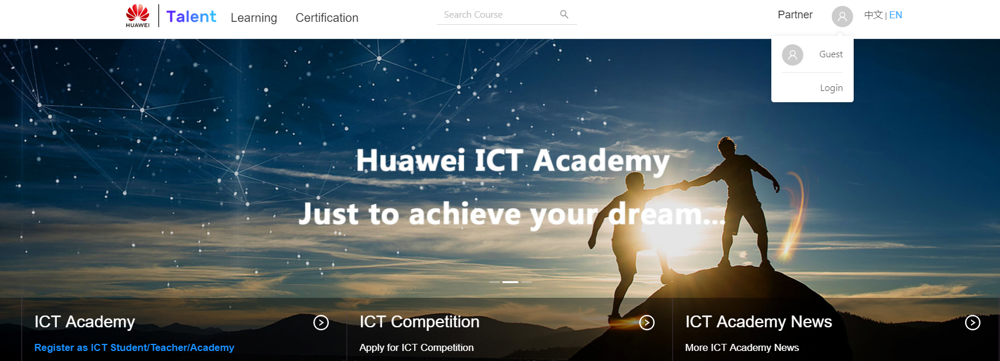 HUAWEI
Talent
Learning
Certification
Search Course
Partner
中文 | EN
Guest
Login
Huawei ICT Academy
Just to achieve your dream...
ICT Academy
Register as ICT Student/Teacher/Academy
ICT Competition
Apply for ICT Competition
ICT Academy News
More ICT Academy News